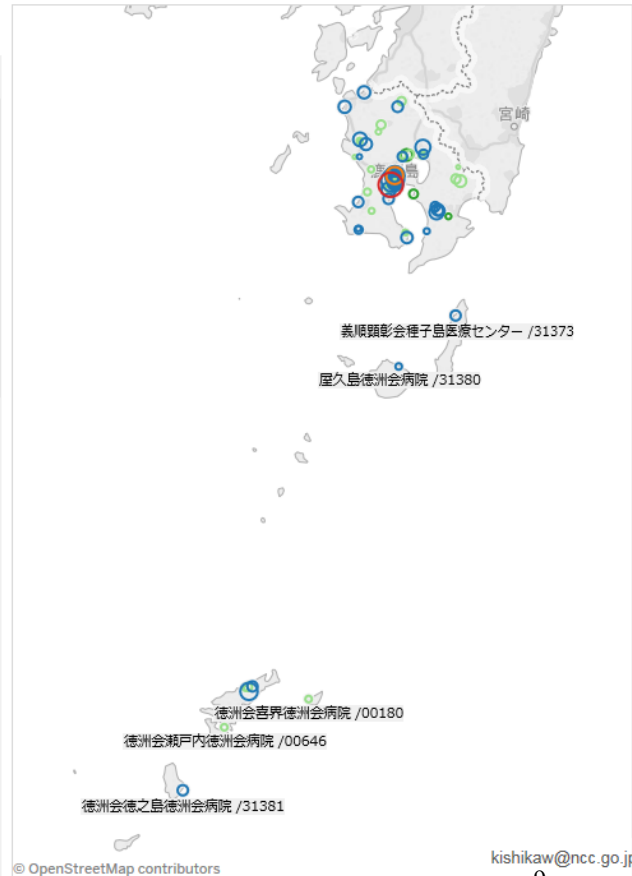 宮崎
鹿 島
義順顕彰会種子島医療センター /31373
屋久島徳洲会病院 /31380
徳洲会喜界徳洲会病院 /00180
徳洲会瀬戸内徳洲会病院 /00646
徳洲会徳之島徳洲会病院 /31381
kishikaw@ncc.go.jp
© OpenStreetMap contributors